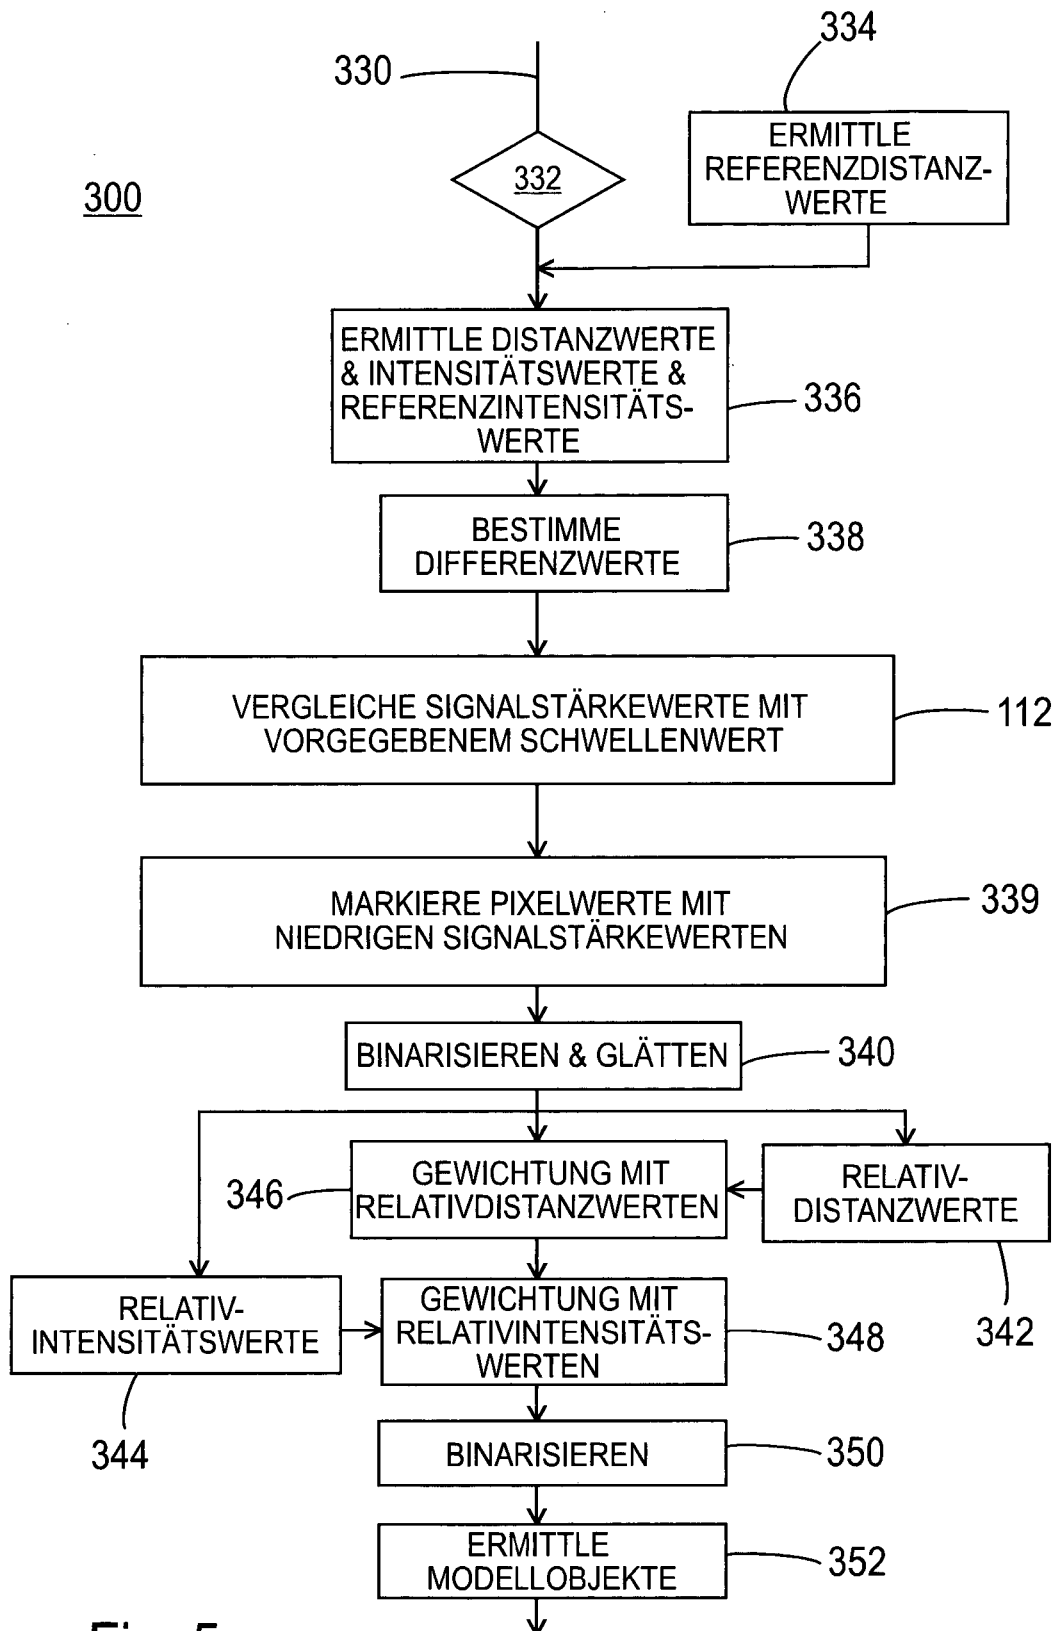 334
330
ERMITTLE
REFERENZDISTANZ-
WERTE
332
300
ERMITTLE DISTANZWERTE
& INTENSITÄTSWERTE &
REFERENZINTENSITÄTS-
WERTE
336
BESTIMME
DIFFERENZWERTE
338
VERGLEICHE SIGNALSTÄRKEWERTE MIT
VORGEGEBENEM SCHWELLENWERT
112
MARKIERE PIXELWERTE MIT
NIEDRIGEN SIGNALSTÄRKEWERTEN
339
BINARISIEREN & GLÄTTEN
340
346
GEWICHTUNG MIT
RELATIVDISTANZWERTEN
RELATIV-
DISTANZWERTE
342
RELATIV-
INTENSITÄTSWERTE
344
GEWICHTUNG MIT
RELATIVINTENSITÄTS-
WERTEN
348
BINARISIEREN
350
ERMITTLE
MODELLOBJEKTE
352
Fig. 5